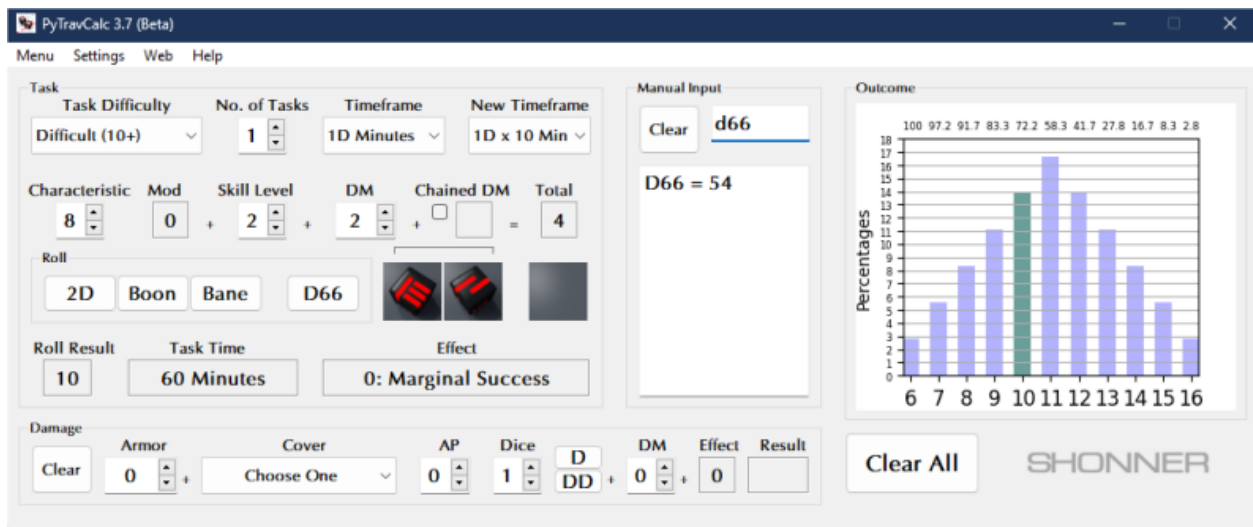 PyTravCalc 3.7 (Beta)
Menu Settings Web Help
Task
Task Difficulty No. of Tasks Timeframe New Timeframe
Difficult (10+) 1 1D Minutes 1D x 10 Min
Characteristic Mod Skill Level DM Chained DM Total
8 0 + 2 + 2 + = 4
Roll
2D Boon Bane D66
Roll Result Task Time Effect
10 60 Minutes 0: Marginal Success
Manual Input
Clear d66
D66 = 54
Outcome
100 97.2 91.7 83.3 72.2 58.3 41.7 27.8 16.7 8.3 2.8
18
17
16
15
14
13
12
11
10
9
8
7
6
5
4
3
2
1
0
Percentages
6 7 8 9 10 11 12 13 14 15 16
Damage
Armor Cover AP Dice DM Effect Result
Clear 0 + Choose One 0 1 D DD + 0 + 0
Clear All
SHONNER